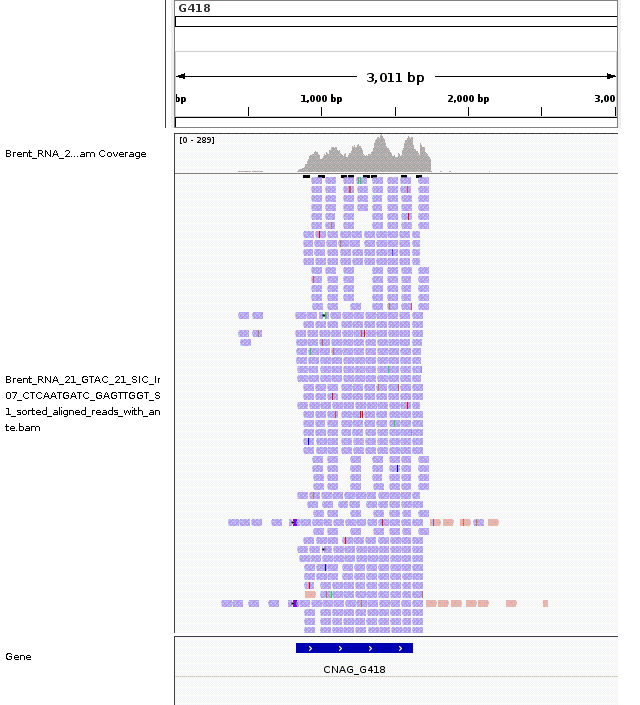 G418
3,011 bp
bp
1,000 bp
2,000 bp
3,00
[0 - 289]
Brent_RNA_2...am Coverage
Brent_RNA_21_GTAC_21_SIC_Ir
07_CTCAATGATC_GAGTTGGT_S
1_sorted_aligned_reads_with_an
te.bam
Gene
CNAG_G418